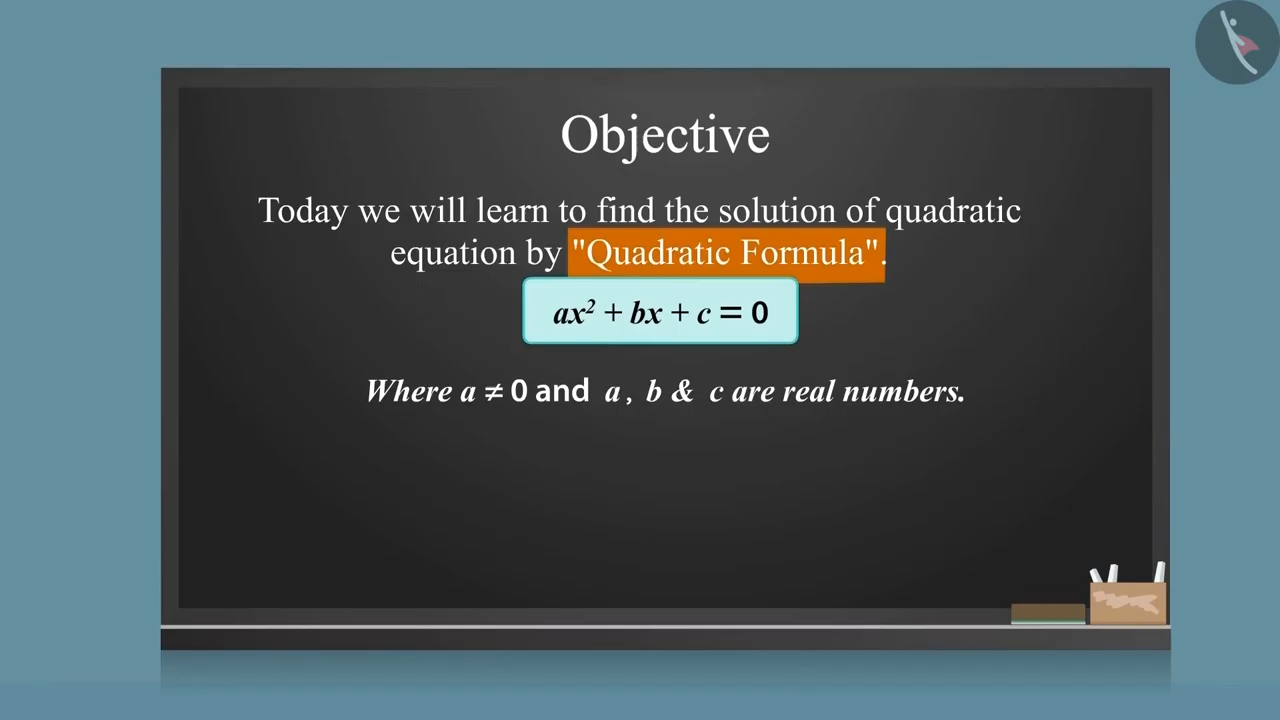 Objective
Today we will learn to find the solution of quadratic
equation by "Quadratic Formula".
ax² + bx + c = 0
Where a ≠ 0 and a, b & c are real numbers.